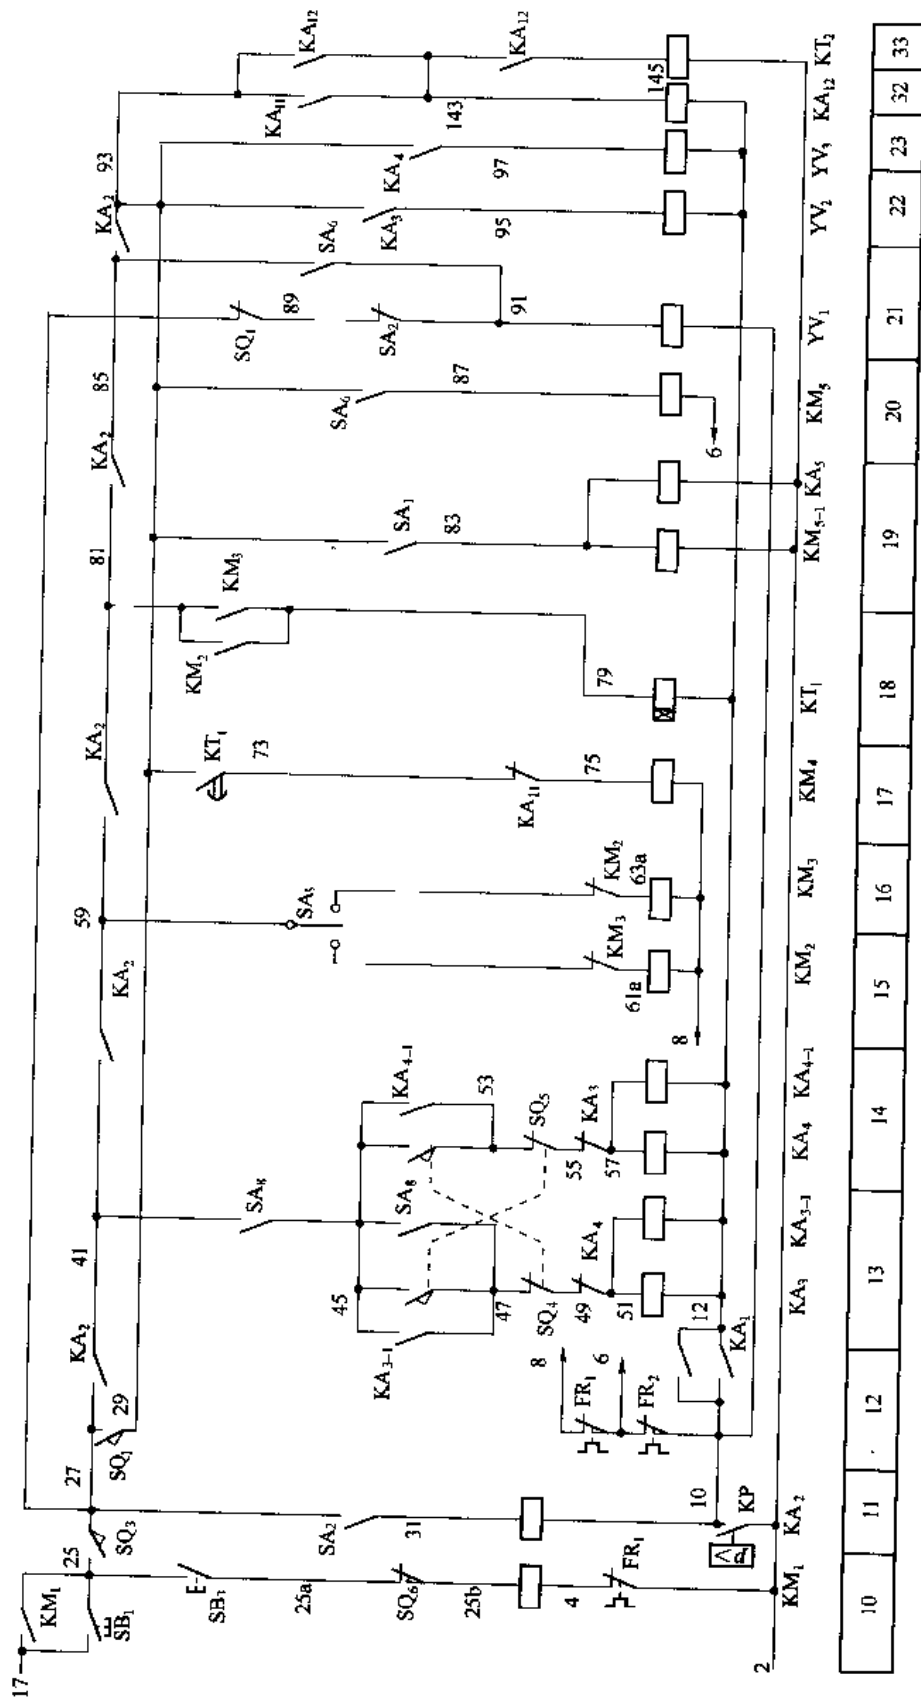 17
KM₁
SB₁
25
SQ₃
27
SQ₁
29
KA₂
41
KA₂
59
KA₂
81
KA₂
85
KA₂
93
SB₃
25a
SQ₆
25b
4
FR₁
2
SA₂
31
10
KP
8
FR₁
6
FR₂
12
KA₁
SA₈
45
KA₃₋₁
SA₈
KA₄₋₁
47
53
SQ₄
SQ₅
49
KA₄
51
55
KA₃
57
8
SA₃
KM₃
61a
KM₂
63a
KT₁
73
KA₁₁
75
KM₂
KM₃
79
SA₁
83
SA₆
87
6
SQ₁
89
SA₂
91
SA₆
KA₃
95
KA₄
97
KA₁₁
143
KA₁₂
KA₁₂
145
KM₁
KA₂
KA₃
KA₃₋₁
KA₄
KA₄₋₁
KM₂
KM₃
KM₄
KT₁
KM₅₋₁
KA₅
KM₅
YV₁
YV₂
YV₃
KA₁₂
KT₂
10
11
12
13
14
15
16
17
18
19
20
21
22
23
32
33